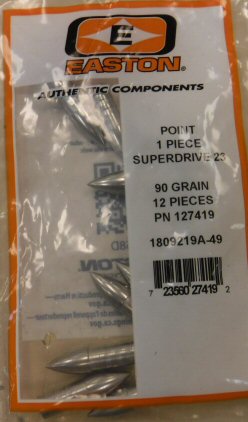 E
EASTON®
AUTHENTIC COMPONENTS
POINT
1 PIECE
SUPERDRIVE 23
90 GRAIN
12 PIECES
PN 127419
1809219A-49
7 23560 27419 2
EASTON